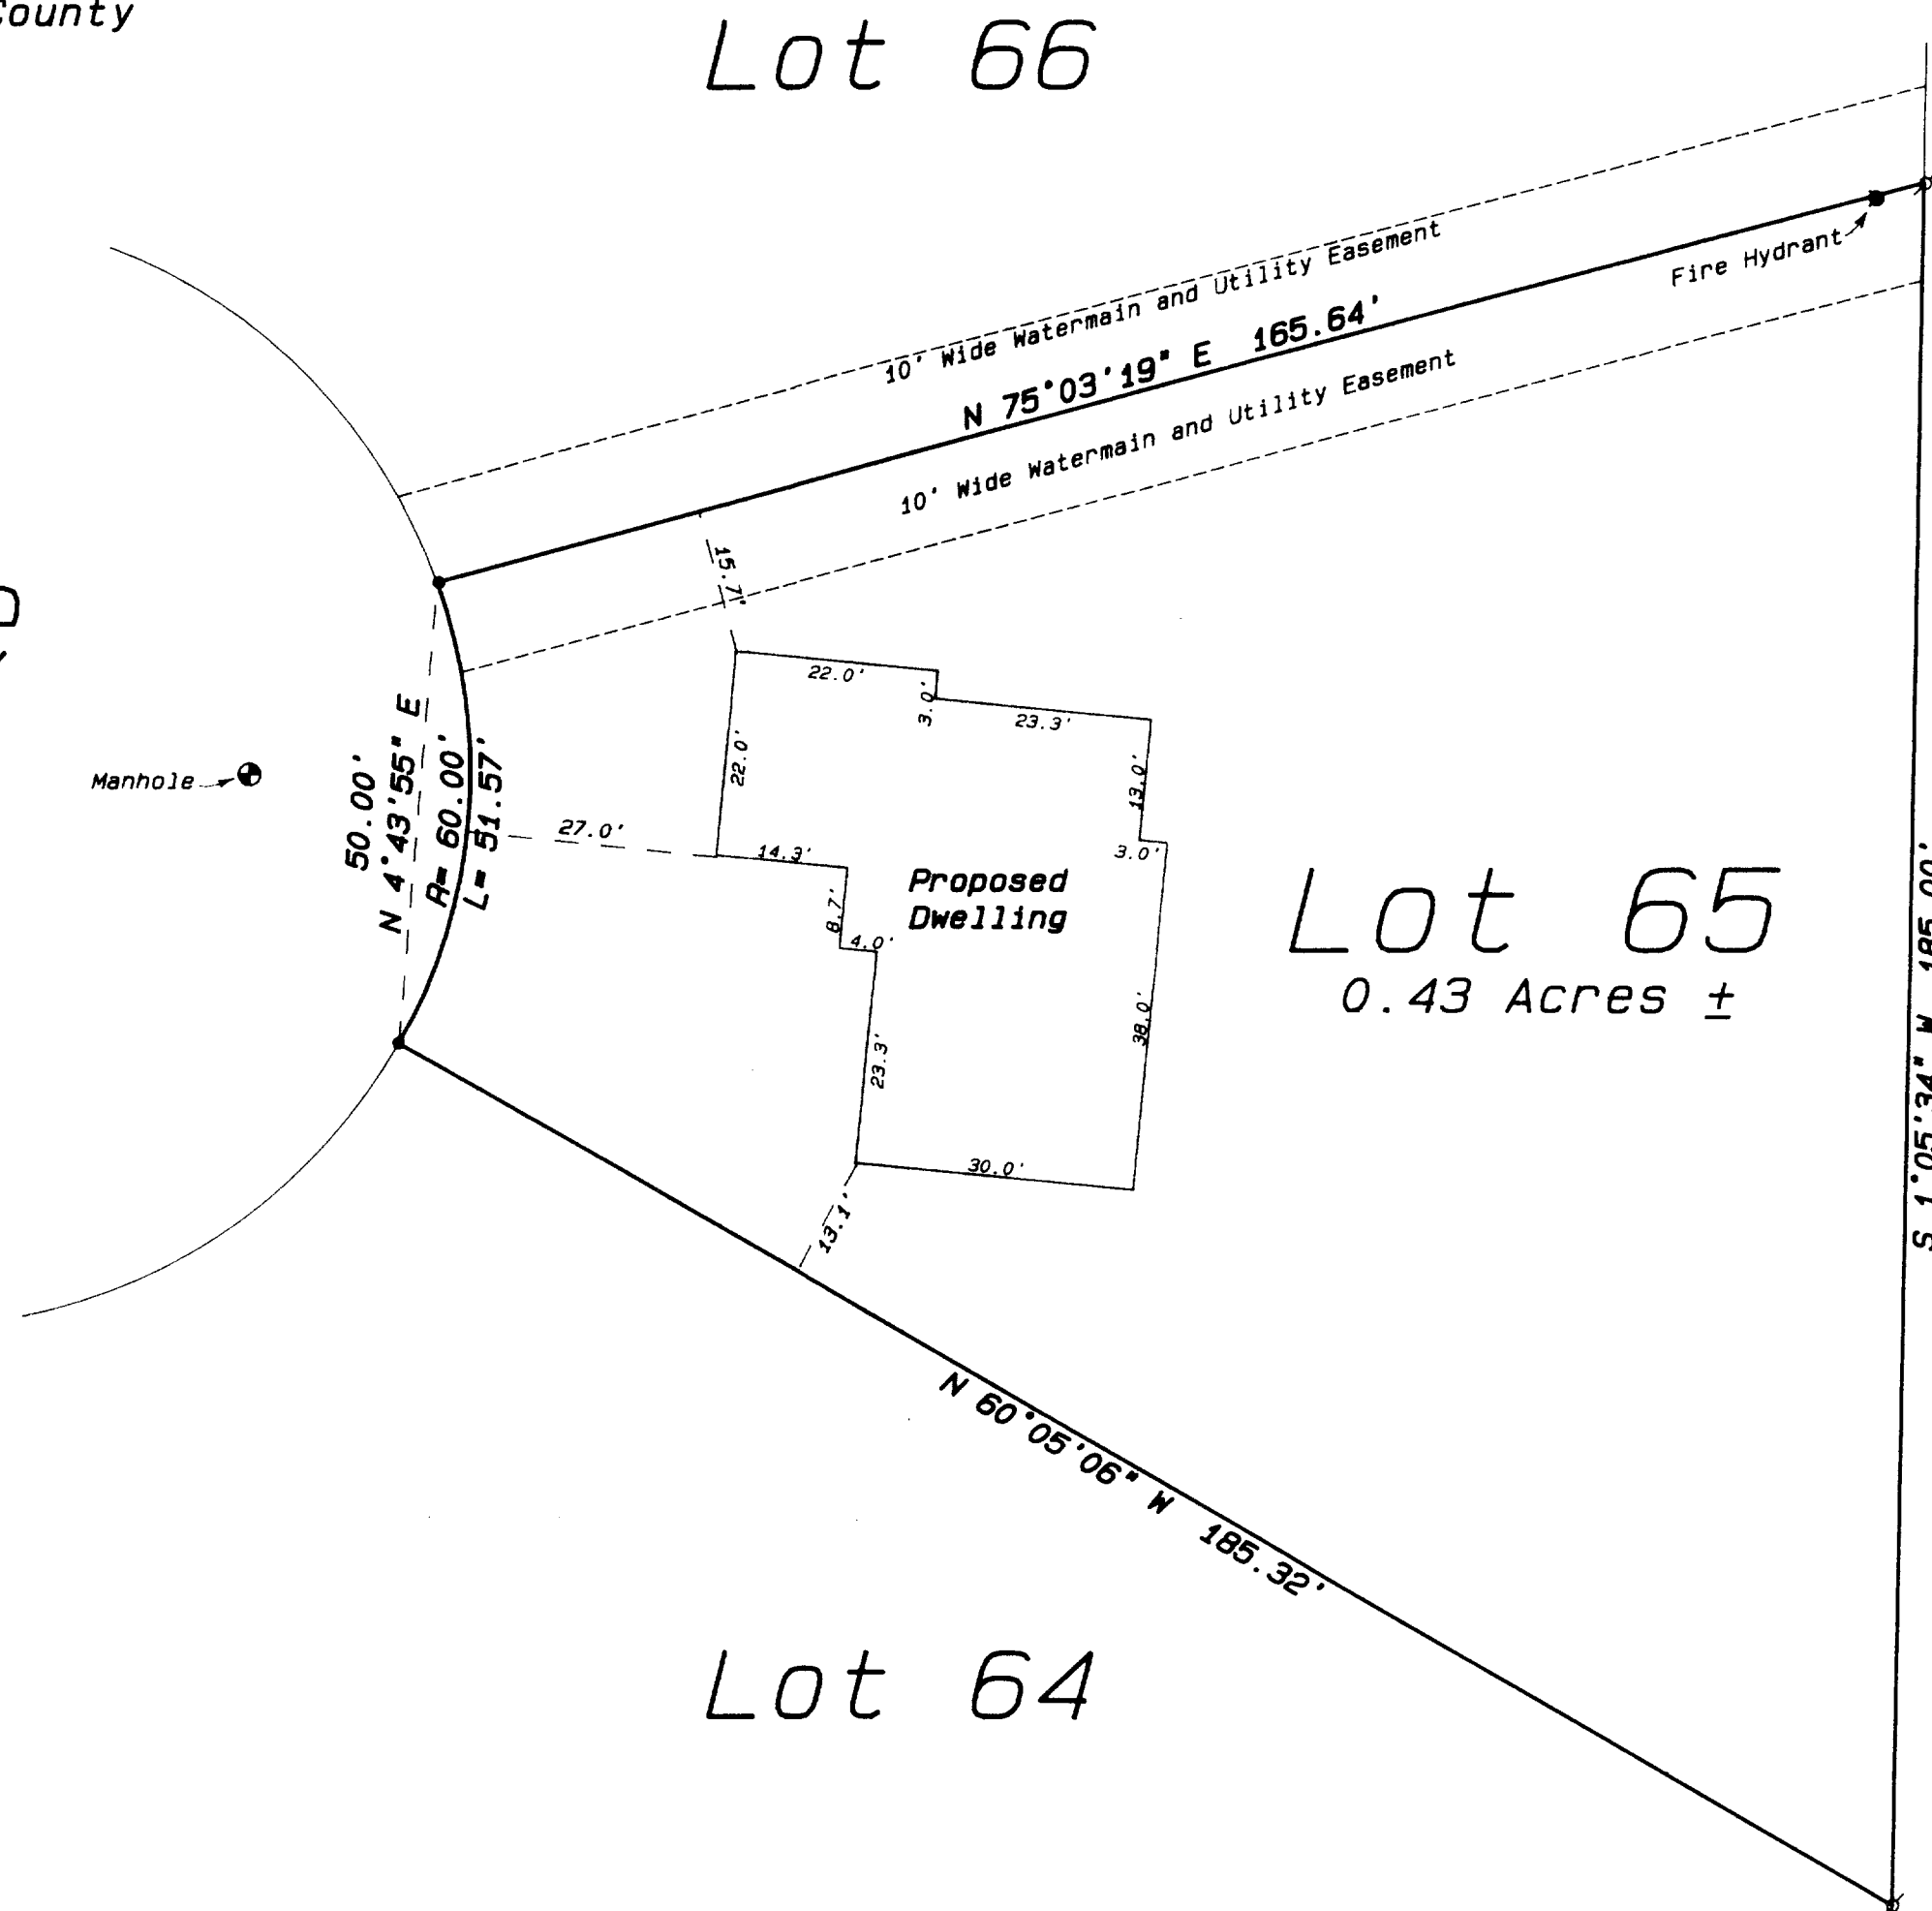 County
Lot 66
10' Wide Watermain and Utility Easement
Fire Hydrant
N 75°03'19" E 165.64'
10' Wide Watermain and Utility Easement
15.7'
22.0'
3.0'
23.3'
22.0'
13.0'
Manhole
50.00'
N 4°43'55" E
R= 60.00'
L= 51.57'
27.0'
14.3'
3.0'
Proposed
Dwelling
8.7'
4.0'
Lot 65
0.43 Acres ±
38.0'
23.3'
S 1°05'34" W 185.00'
30.0'
13.1'
N 60°05'06" W 185.32'
Lot 64